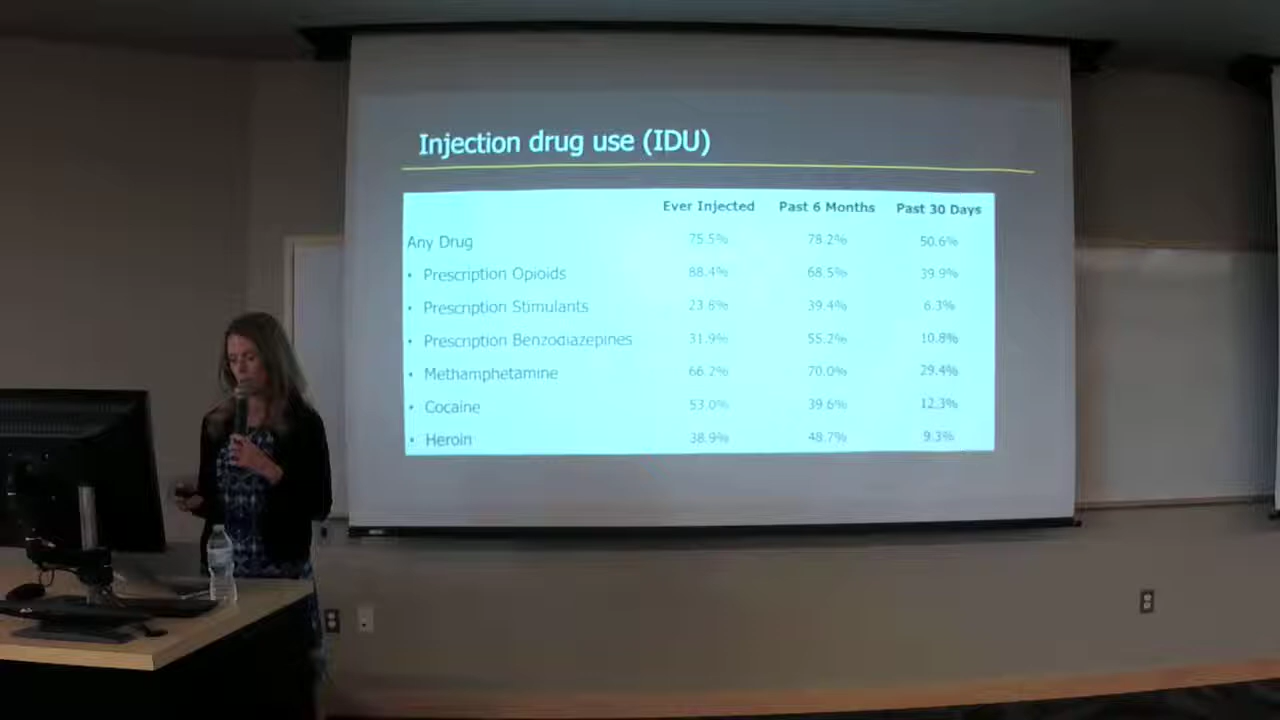 Injection drug use (IDU)
Ever Injected Past 6 Months Past 30 Days
Any Drug 75.5% 78.2% 50.6%
• Prescription Opioids 88.4% 68.5% 39.9%
• Prescription Stimulants 23.6% 39.4% 6.3%
• Prescription Benzodiazepines 31.9% 55.2% 10.8%
• Methamphetamine 66.2% 70.0% 29.4%
• Cocaine 53.0% 39.6% 12.3%
• Heroin 38.9% 48.7% 9.3%